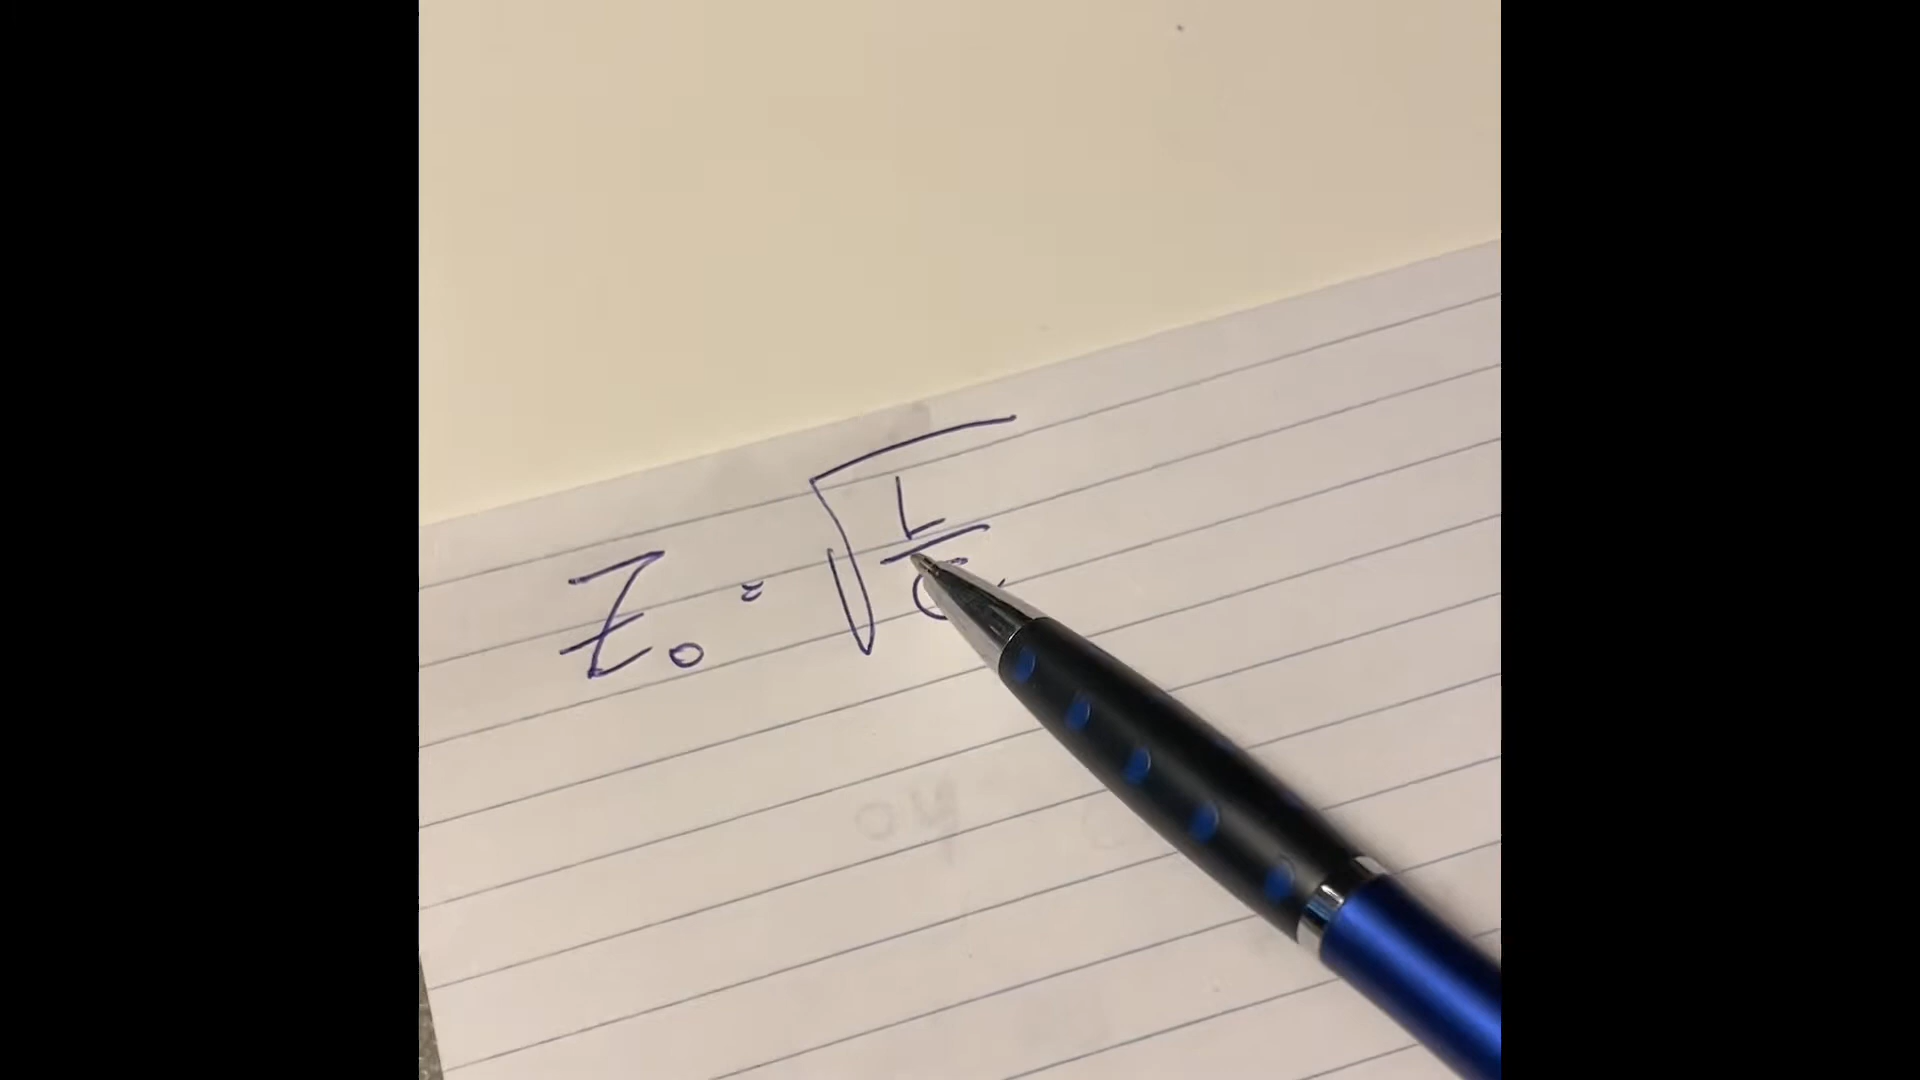 Z₀ = √(L/C)